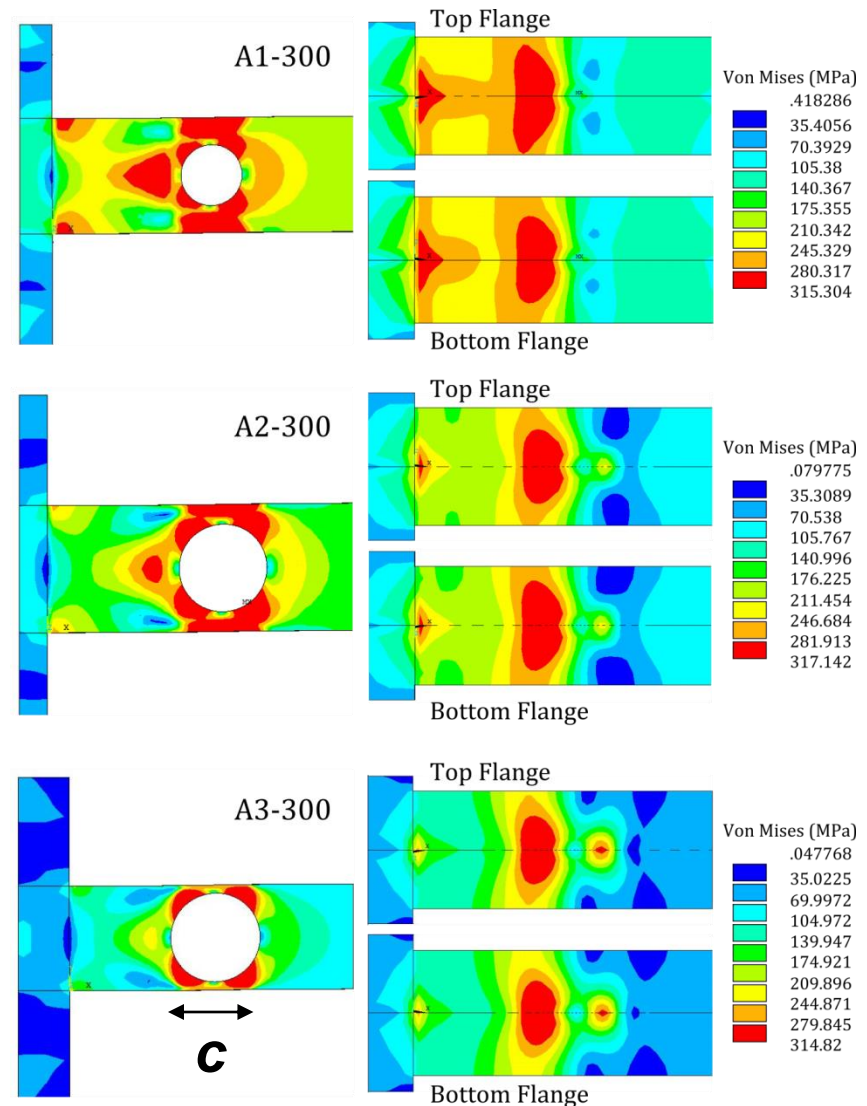 Top Flange
A1-300
Von Mises (MPa)
.418286
35.4056
70.3929
105.38
140.367
175.355
210.342
245.329
280.317
315.304
X
X
MX
X
MX
Bottom Flange
Top Flange
A2-300
Von Mises (MPa)
.079775
35.3089
70.538
105.767
140.996
176.225
211.454
246.684
281.913
317.142
X
X
X
Bottom Flange
Top Flange
A3-300
Von Mises (MPa)
.047768
35.0225
69.9972
104.972
139.947
174.921
209.896
244.871
279.845
314.82
X
X
X
c
Bottom Flange